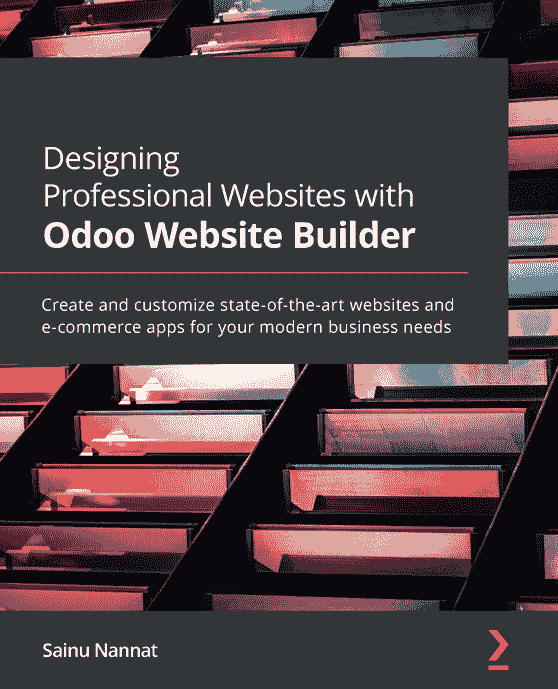 Designing
Professional Websites with
Odoo Website Builder
Create and customize state-of-the-art websites and
e-commerce apps for your modern business needs
Sainu Nannat